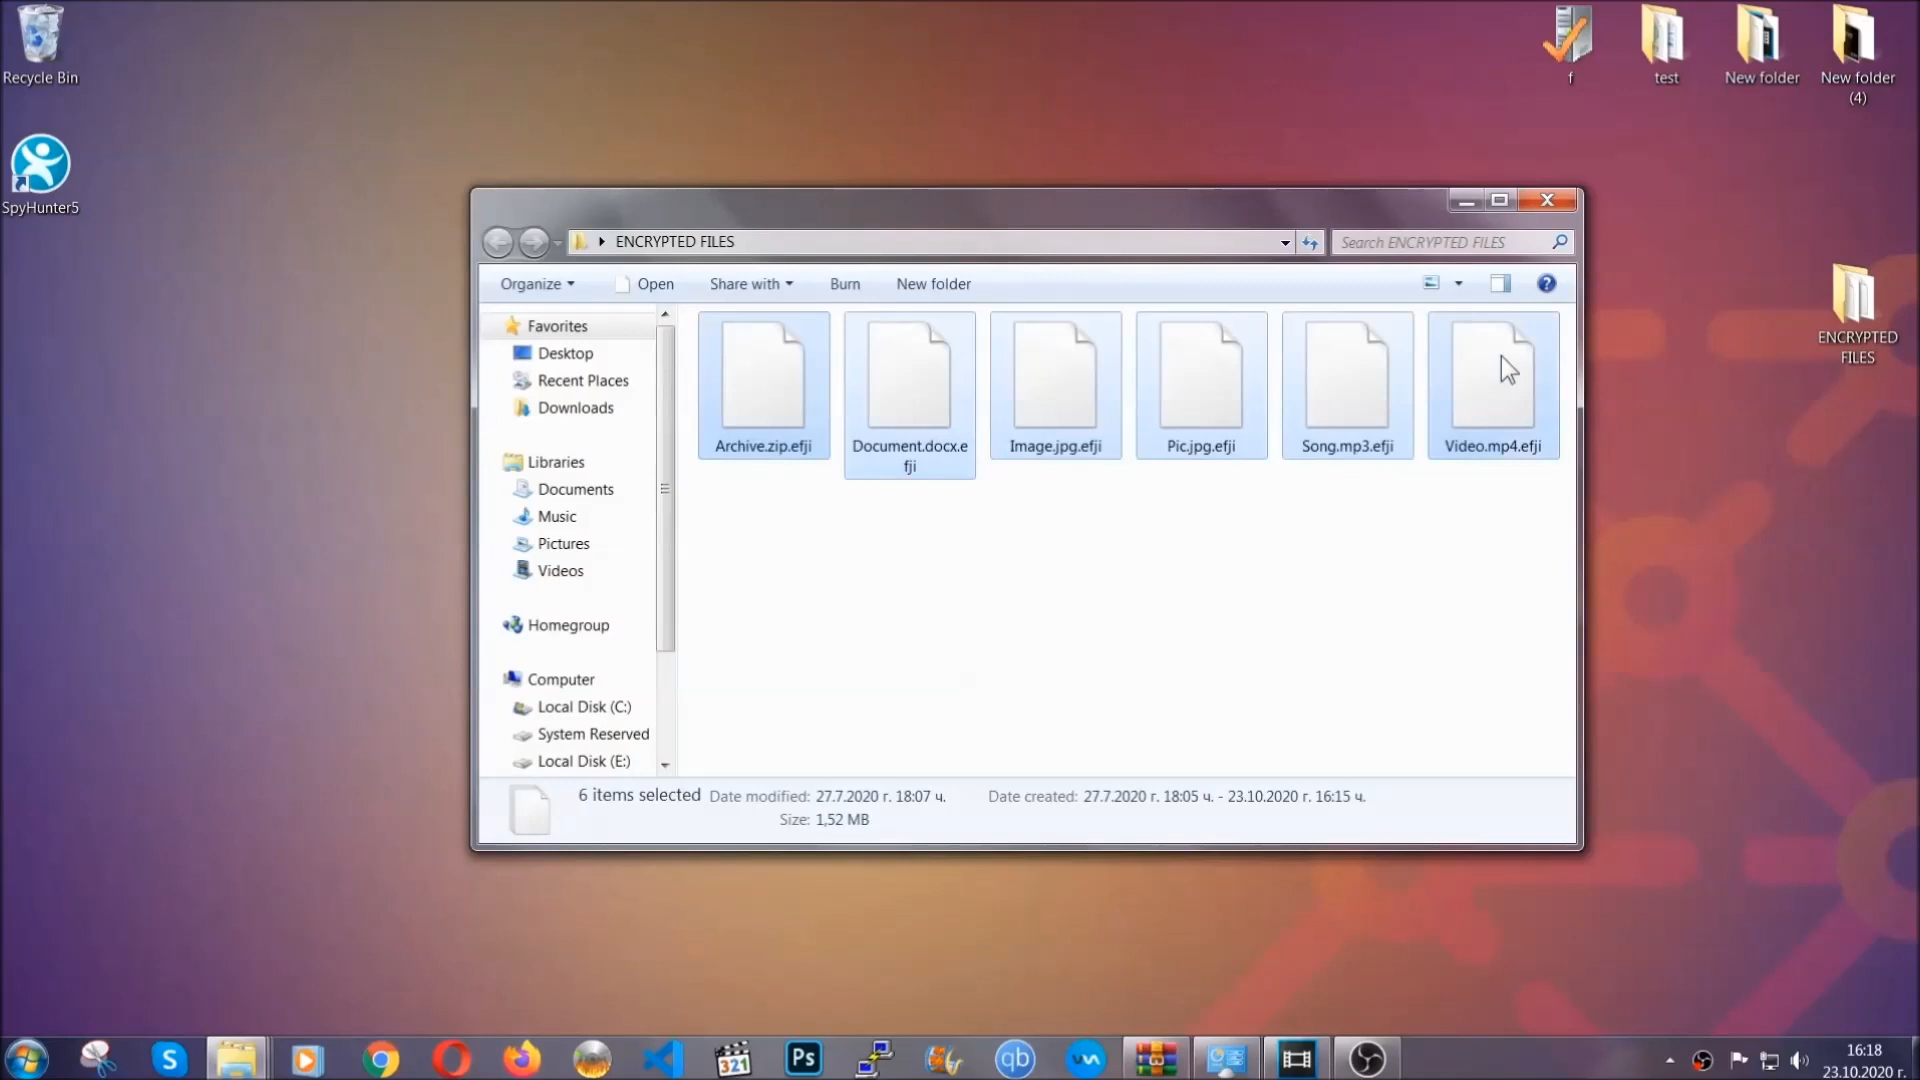 Recycle Bin
SpyHunter5
f
test
New folder
New folder
(4)
ENCRYPTED
FILES
ENCRYPTED FILES
Search ENCRYPTED FILES
Organize
Open
Share with
Burn
New folder
Favorites
Desktop
Recent Places
Downloads
Libraries
Documents
Music
Pictures
Videos
Homegroup
Computer
Local Disk (C:)
System Reserved
Local Disk (E:)
Archive.zip.efji
Document.docx.e
fji
Image.jpg.efji
Pic.jpg.efji
Song.mp3.efji
Video.mp4.efji
6 items selected Date modified: 27.7.2020 г. 18:07 ч. Date created: 27.7.2020 г. 18:05 ч. - 23.10.2020 г. 16:15 ч.
Size: 1,52 MB
S
321
Ps
qb
16:18
23.10.2020 г.